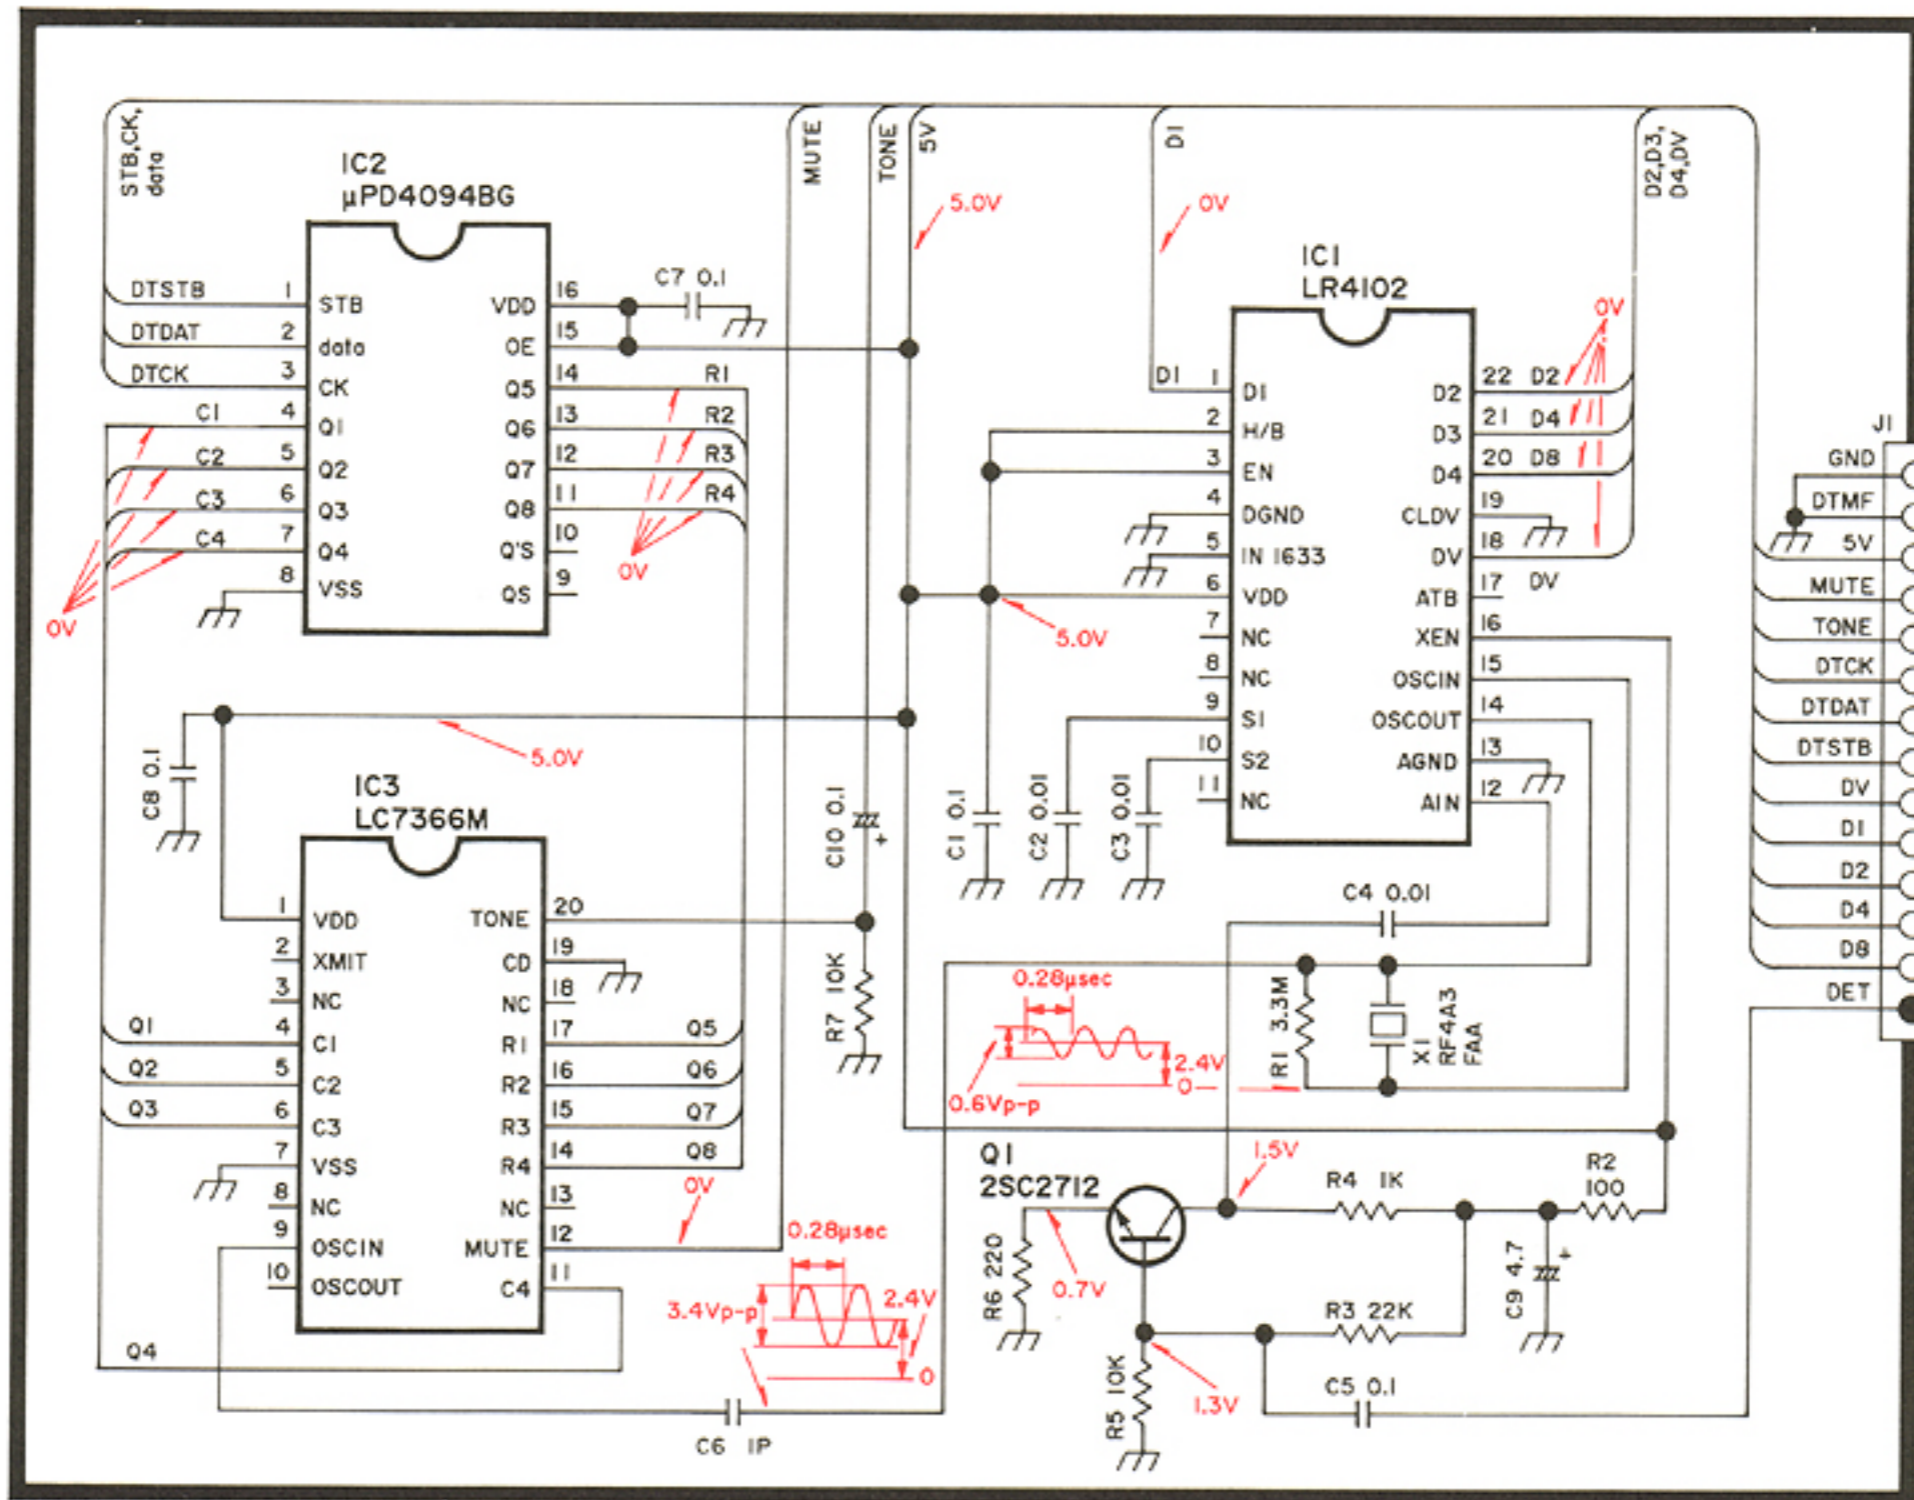 STB,CK,
data
MUTE
TONE
5V
D1
D2,D3,
D4,DV
IC2
µPD4094BG
DTSTB
1
STB
DTDAT
2
data
DTCK
3
CK
C1
4
Q1
C2
5
Q2
C3
6
Q3
C4
7
Q4
8
VSS
VDD
16
OE
15
Q5
14
R1
Q6
13
R2
Q7
12
R3
Q8
11
R4
Q'S
10
QS
9
C7 0.1
0V
0V
5.0V
0V
IC1
LR4102
D1
1
D1
2
H/B
3
EN
4
DGND
5
IN 1633
6
VDD
7
NC
8
NC
9
S1
10
S2
11
NC
D2
22
D2
D3
21
D4
D4
20
D8
CLDV
19
DV
18
DV
ATB
17
XEN
16
OSCIN
15
OSCOUT
14
AGND
13
AIN
12
0V
5.0V
5.0V
C8 0.1
C10 0.1
+
C1 0.1
C2 0.01
C3 0.01
C4 0.01
IC3
LC7366M
1
VDD
2
XMIT
3
NC
Q1
4
C1
Q2
5
C2
Q3
6
C3
7
VSS
8
NC
9
OSCIN
10
OSCOUT
Q4
TONE
20
CD
19
NC
18
R1
17
Q5
R2
16
Q6
R3
15
Q7
R4
14
Q8
NC
13
MUTE
12
C4
11
0V
R7 10K
0.28µsec
0.6Vp-p
2.4V
0
R1 3.3M
X1
RF4A3
FAA
0.28µsec
3.4Vp-p
2.4V
0
C6 1P
Q1
2SC2712
1.5V
0.7V
1.3V
R6 220
R4 1K
R2
100
R3 22K
C9 4.7
+
R5 10K
C5 0.1
J1
GND
DTMF
5V
MUTE
TONE
DTCK
DTDAT
DTSTB
DV
D1
D2
D4
D8
DET